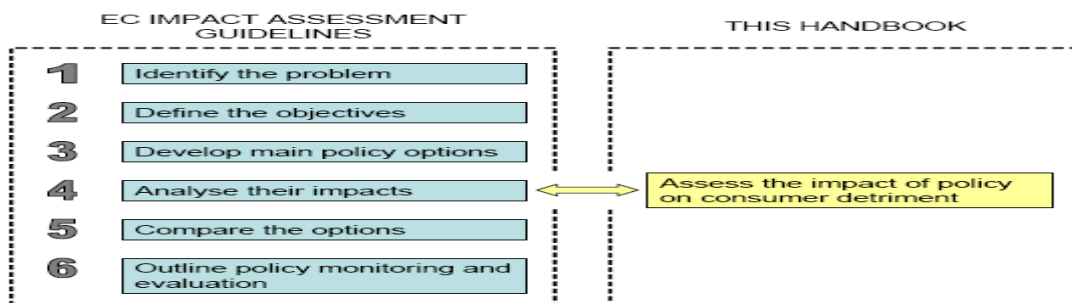 EC IMPACT ASSESSMENT
GUIDELINES
THIS HANDBOOK
1 Identify the problem
2 Define the objectives
3 Develop main policy options
4 Analyse their impacts
Assess the impact of policy
on consumer detriment
5 Compare the options
6 Outline policy monitoring and
evaluation